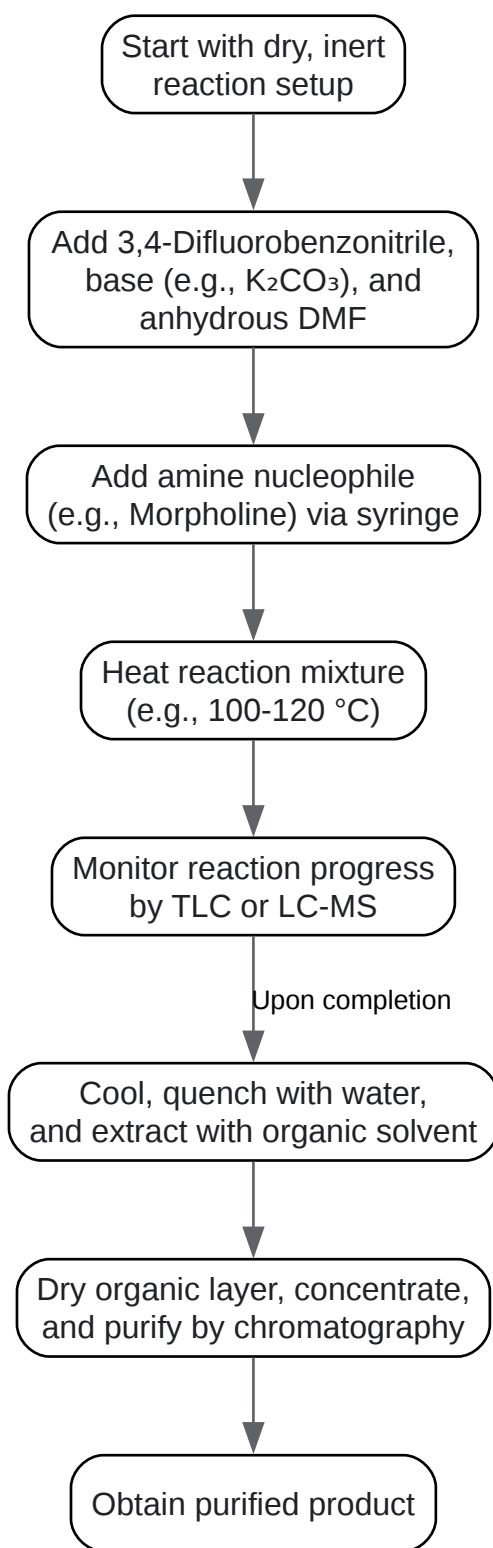 Start with dry, inert
reaction setup
Add 3,4-Difluorobenzonitrile,
base (e.g., K₂CO₃), and
anhydrous DMF
Add amine nucleophile
(e.g., Morpholine) via syringe
Heat reaction mixture
(e.g., 100-120 °C)
Monitor reaction progress
by TLC or LC-MS
Upon completion
Cool, quench with water,
and extract with organic solvent
Dry organic layer, concentrate,
and purify by chromatography
Obtain purified product